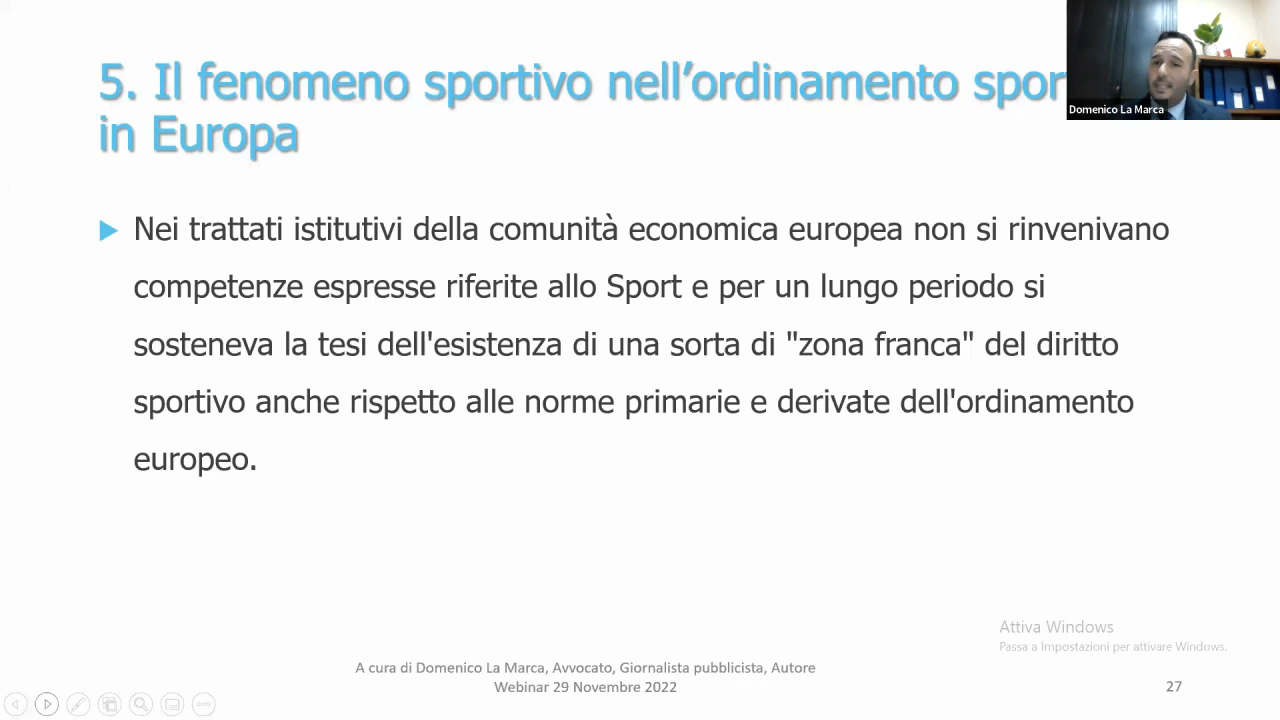 5. Il fenomeno sportivo nell’ordinamento
in Europa
Domenico La Marca
Nei trattati istitutivi della comunità economica europea non si rinvenivano
competenze espresse riferite allo Sport e per un lungo periodo si
sosteneva la tesi dell'esistenza di una sorta di "zona franca" del diritto
sportivo anche rispetto alle norme primarie e derivate dell'ordinamento
europeo.
Attiva Windows
Passa a Impostazioni per attivare Windows.
A cura di Domenico La Marca, Avvocato, Giornalista pubblicista, Autore
Webinar 29 Novembre 2022
27